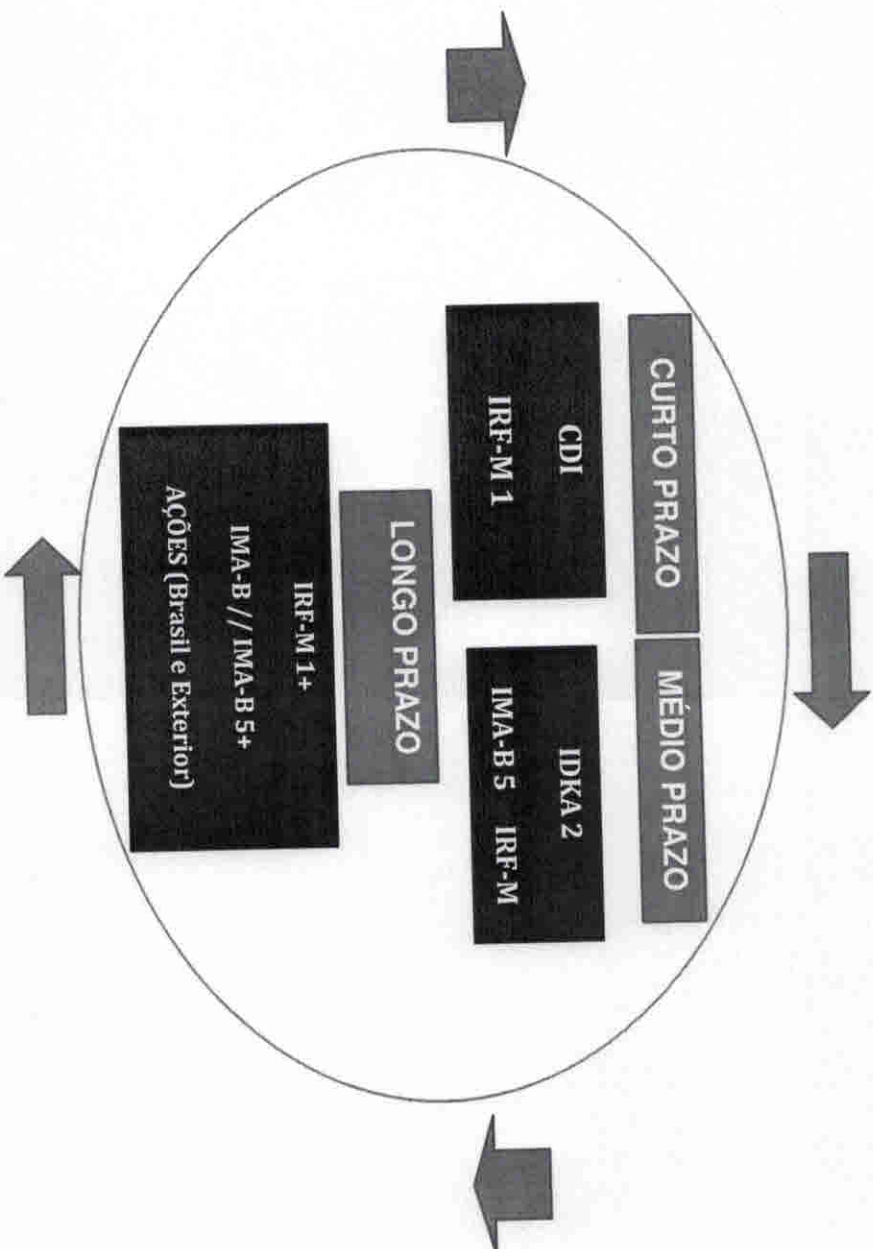 CURTO PRAZO
CDI
IRF-M 1
MÉDIO PRAZO
IDKA 2
IMA-B 5 IRF-M
LONGO PRAZO
IRF-M 1+
IMA-B // IMA-B 5+
AÇÕES (Brasil e Exterior)